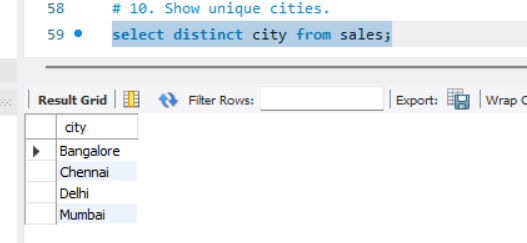 58 # 10. Show unique cities.
59 select distinct city from sales;
Result Grid Filter Rows: Export: Wrap C
city
Bangalore
Chennai
Delhi
Mumbai